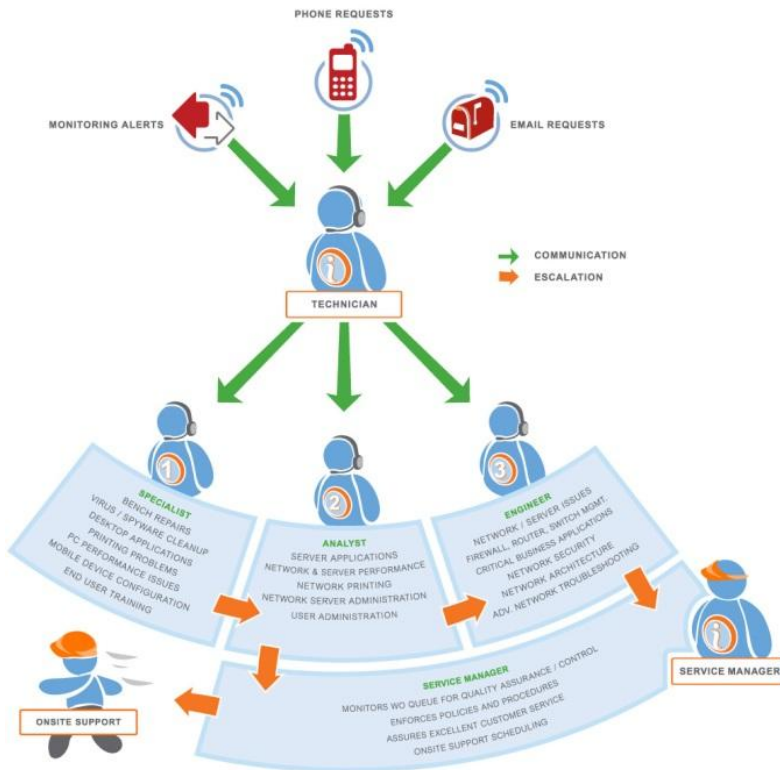 PHONE REQUESTS
MONITORING ALERTS
EMAIL REQUESTS
i
TECHNICIAN
COMMUNICATION
ESCALATION
1
SPECIALIST
BENCH REPAIRS
VIRUS / SPYWARE CLEANUP
DESKTOP APPLICATIONS
PRINTING PROBLEMS
PC PERFORMANCE ISSUES
MOBILE DEVICE CONFIGURATION
END USER TRAINING
2
ANALYST
SERVER APPLICATIONS
NETWORK & SERVER PERFORMANCE
NETWORK PRINTING
NETWORK SERVER ADMINISTRATION
USER ADMINISTRATION
3
ENGINEER
NETWORK / SERVER ISSUES
FIREWALL, ROUTER, SWITCH MGMT.
CRITICAL BUSINESS APPLICATIONS
NETWORK SECURITY
NETWORK ARCHITECTURE
ADV. NETWORK TROUBLESHOOTING
SERVICE MANAGER
MONITORS WO QUEUE FOR QUALITY ASSURANCE / CONTROL
ENFORCES POLICIES AND PROCEDURES
ASSURES EXCELLENT CUSTOMER SERVICE
ONSITE SUPPORT SCHEDULING
i
SERVICE MANAGER
ONSITE SUPPORT